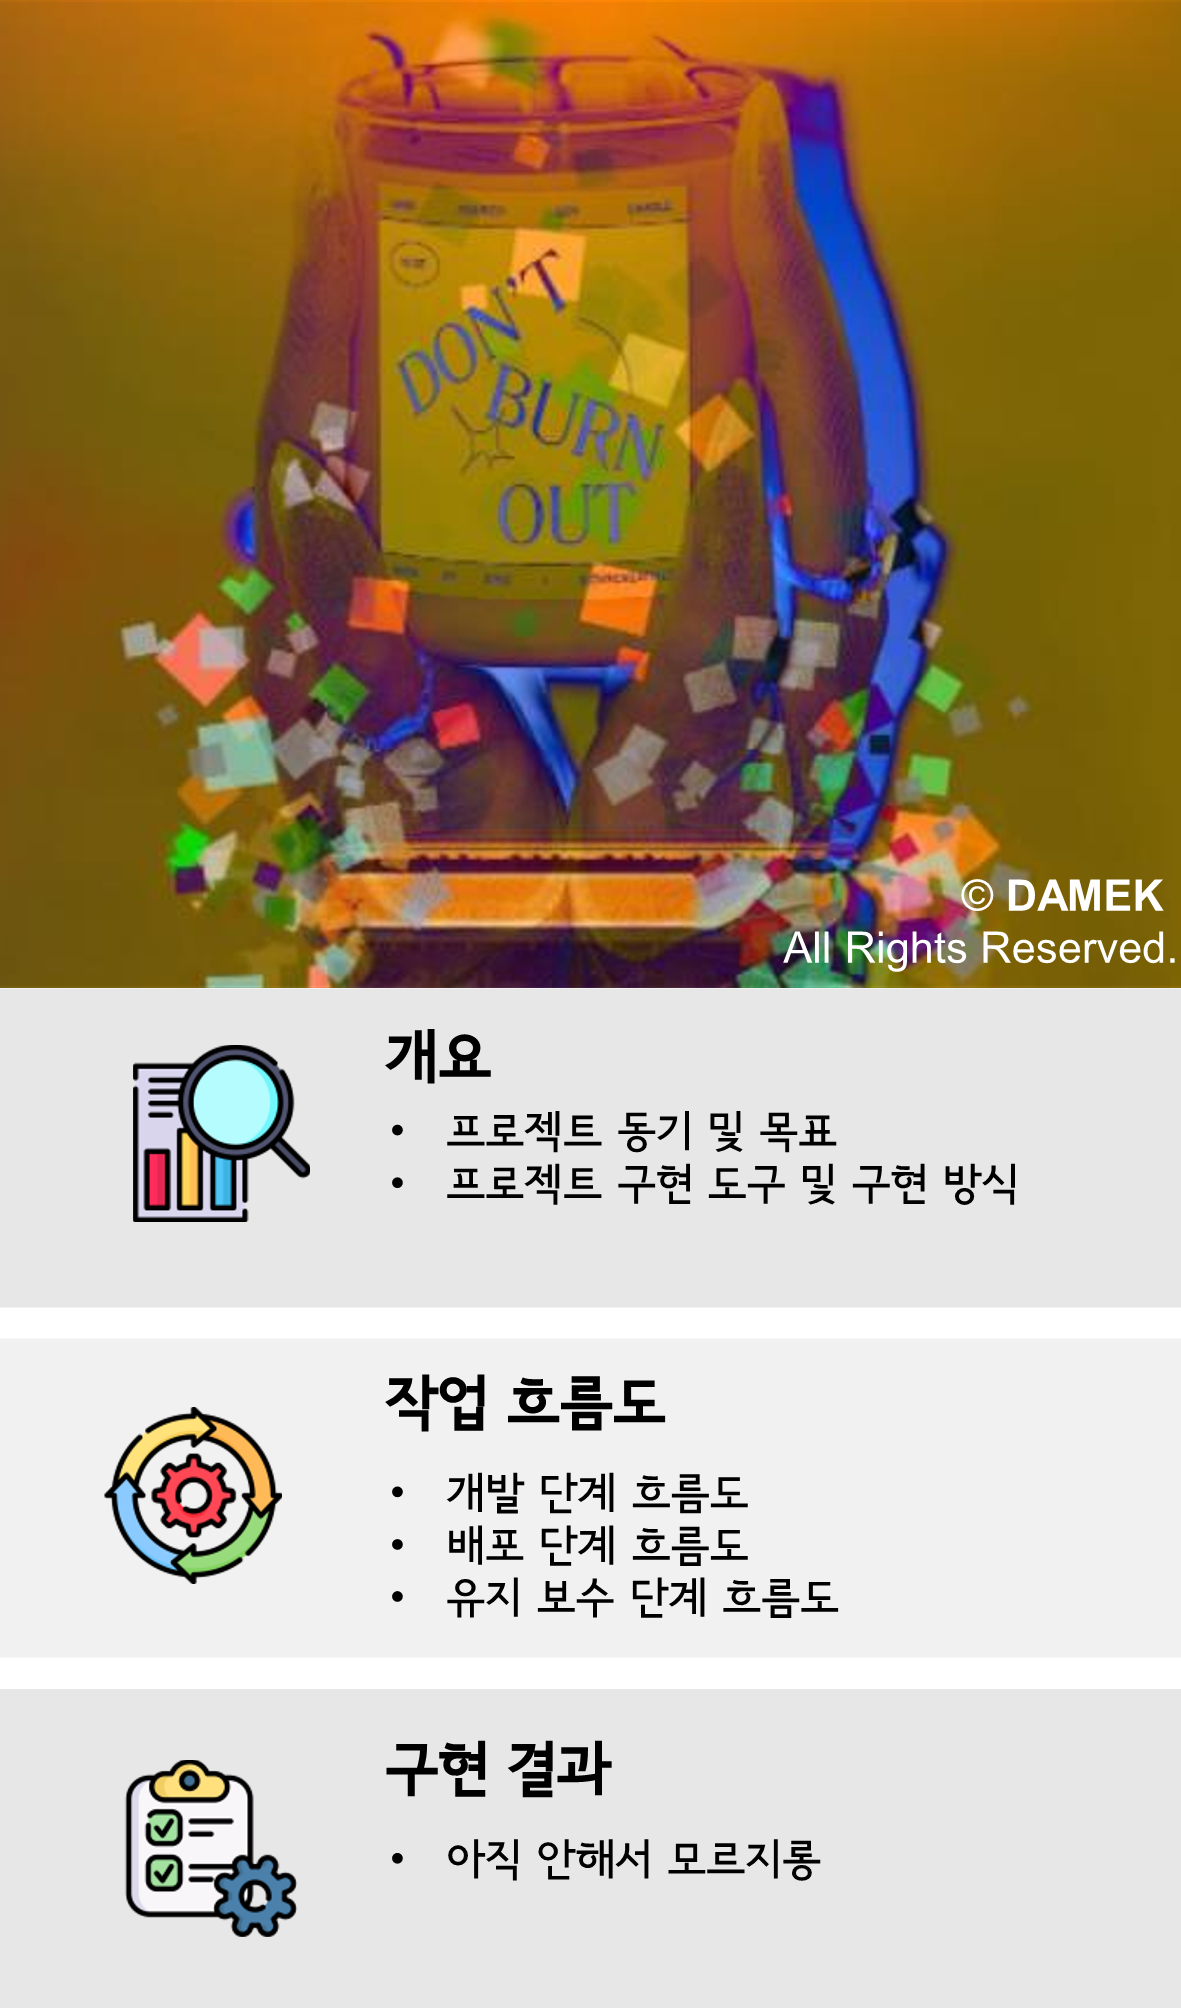 DON'T
BURN
OUT
© DAMEK
All Rights Reserved.
개요
• 프로젝트 동기 및 목표
• 프로젝트 구현 도구 및 구현 방식
작업 흐름도
• 개발 단계 흐름도
• 배포 단계 흐름도
• 유지 보수 단계 흐름도
구현 결과
• 아직 안해서 모르지롱